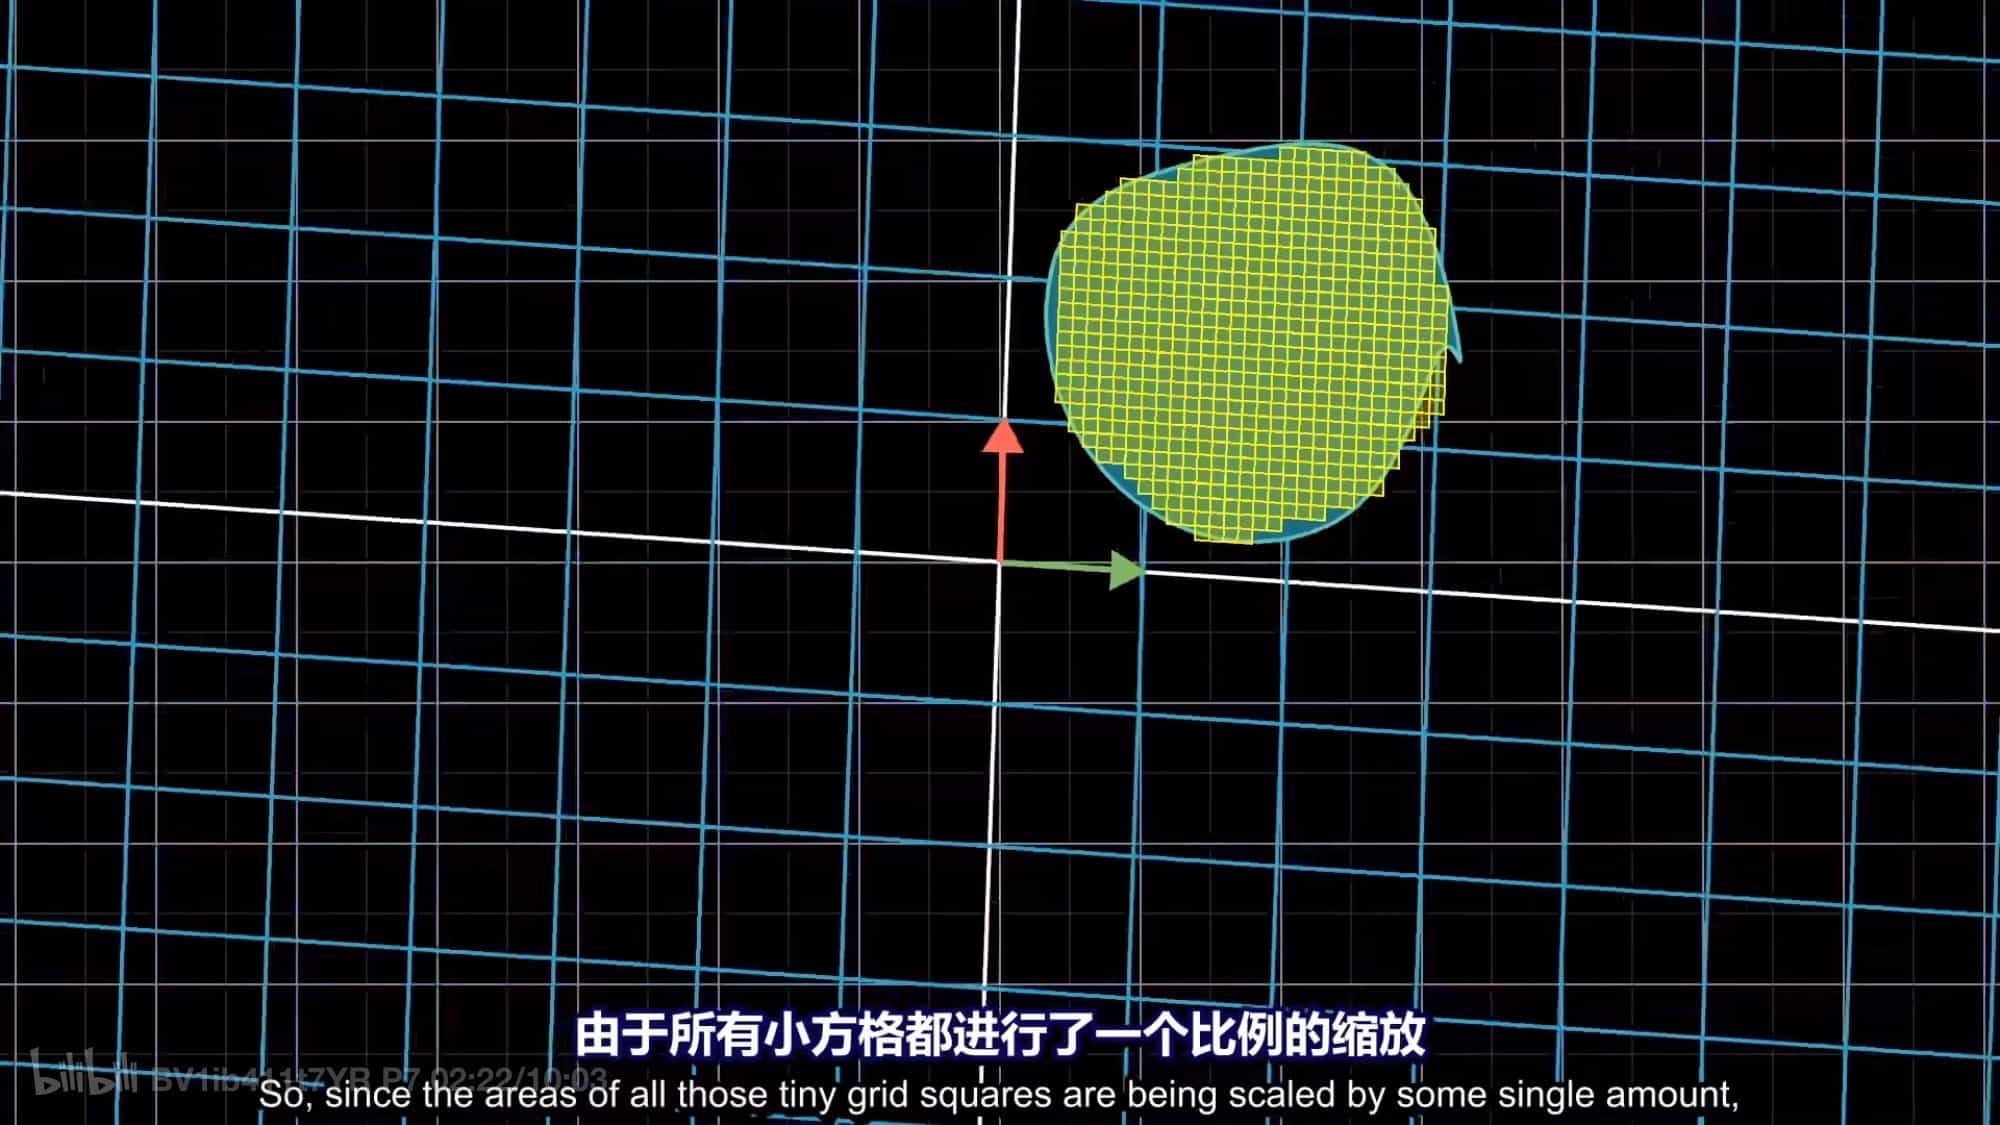 由于所有小方格都进行了一个比例的缩放
bilibili BV1ib411t7YR P7 02:22/10:03
So, since the areas of all those tiny grid squares are being scaled by some single amount,